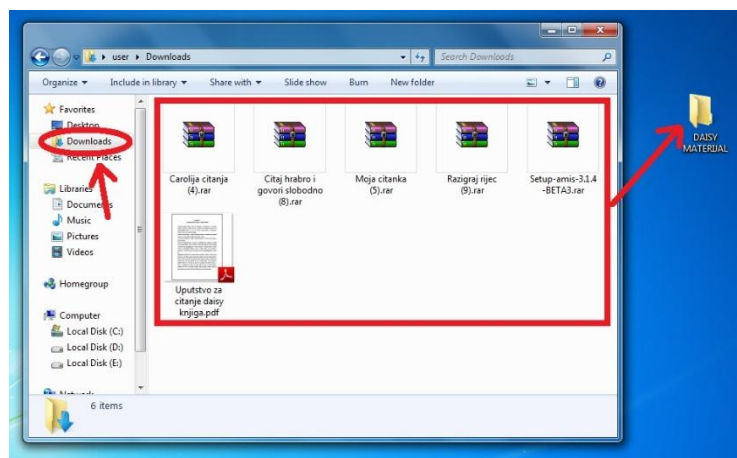 user ▸ Downloads
Search Downloads
Organize
Include in library
Share with
Slide show
Burn
New folder
Favorites
Desktop
Downloads
Recent Places
Libraries
Documents
Music
Pictures
Videos
Homegroup
Computer
Local Disk (C:)
Local Disk (D:)
Local Disk (E:)
Network
Carolija citanja
(4).rar
Citaj hrabro i
govori slobodno
(8).rar
Moja citanka
(5).rar
Razigraj rijec
(9).rar
Setup-amis-3.1.4
-BETA3.rar
Uputstvo za
citanje daisy
knjiga.pdf
6 items
DAISY
MATERIJAL